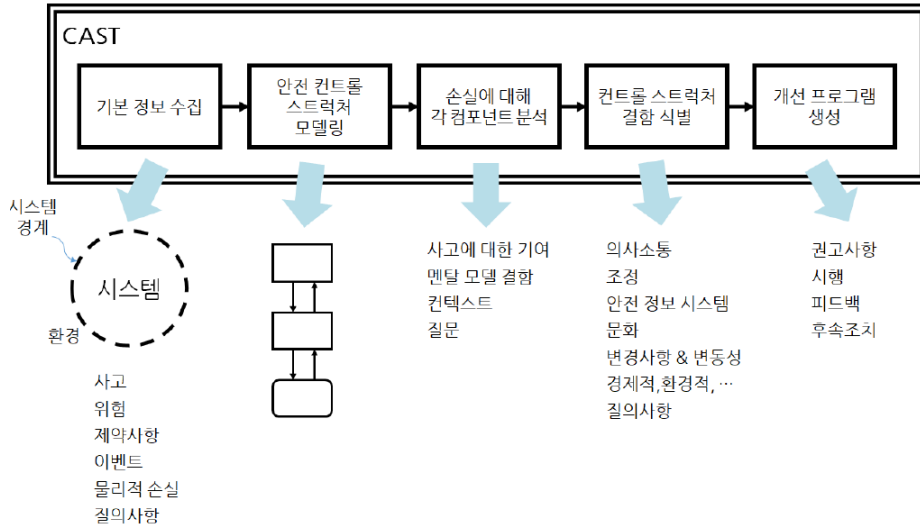 CAST
기본 정보 수집
안전 컨트롤
스트럭처
모델링
손실에 대해
각 컴포넌트 분석
컨트롤 스트럭처
결함 식별
개선 프로그램
생성
시스템
경계
시스템
환경
사고
위험
제약사항
이벤트
물리적 손실
질의사항
사고에 대한 기여
멘탈 모델 결함
컨텍스트
질문
의사소통
조정
안전 정보 시스템
문화
변경사항 & 변동성
경제적,환경적, …
질의사항
권고사항
시행
피드백
후속조치